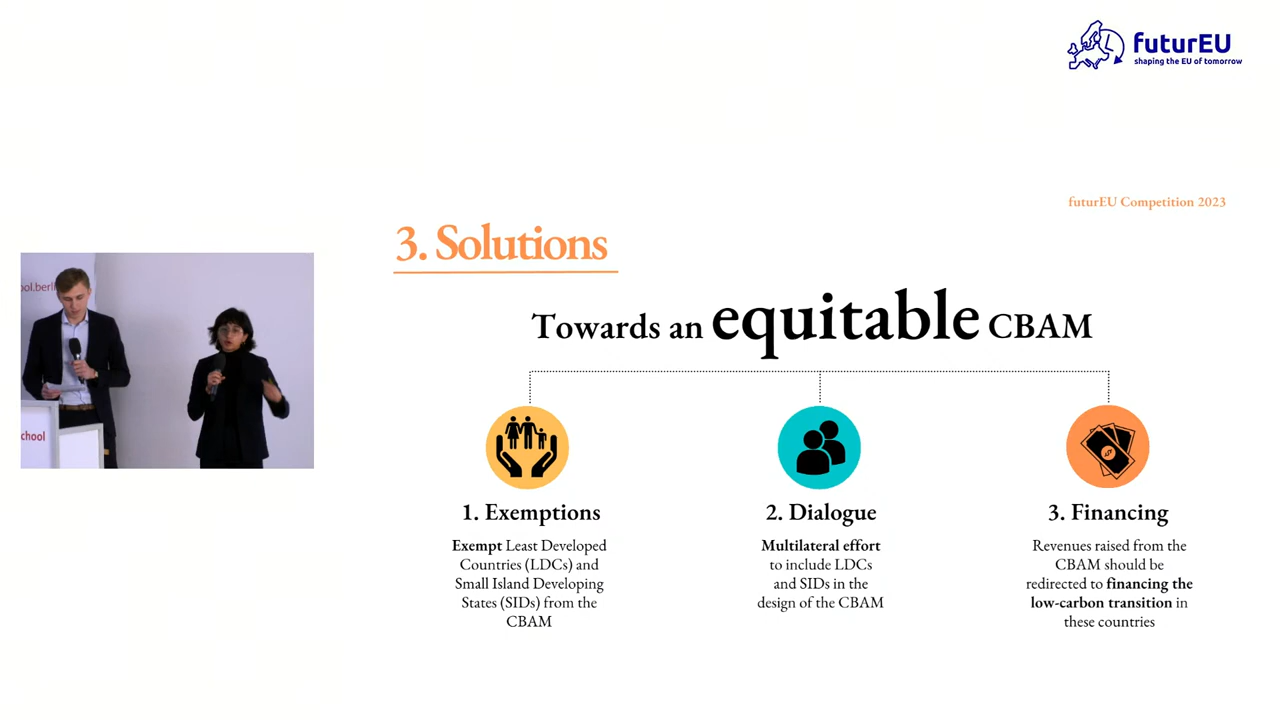 futurEU
shaping the EU of tomorrow
futurEU Competition 2023
3. Solutions
Towards an equitable CBAM
1. Exemptions
Exempt Least Developed
Countries (LDCs) and
Small Island Developing
States (SIDs) from the
CBAM
2. Dialogue
Multilateral effort
to include LDCs
and SIDs in the
design of the CBAM
3. Financing
Revenues raised from the
CBAM should be
redirected to financing the
low-carbon transition in
these countries
chool